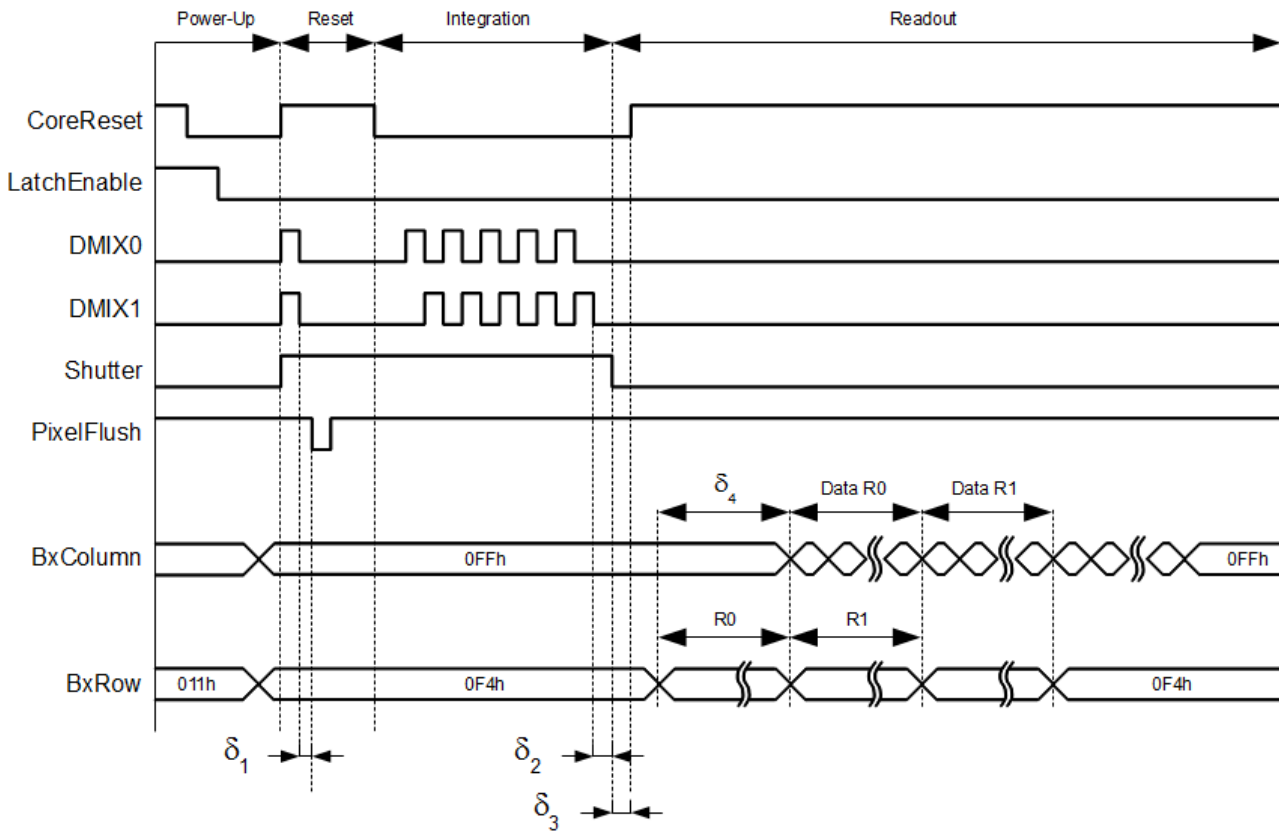 Power-Up Reset Integration Readout
CoreReset
LatchEnable
DMIX0
DMIX1
Shutter
PixelFlush
δ4 Data R0 Data R1
BxColumn 0FFh 0FFh
R0 R1
BxRow 011h 0F4h 0F4h
δ1 δ2
δ3